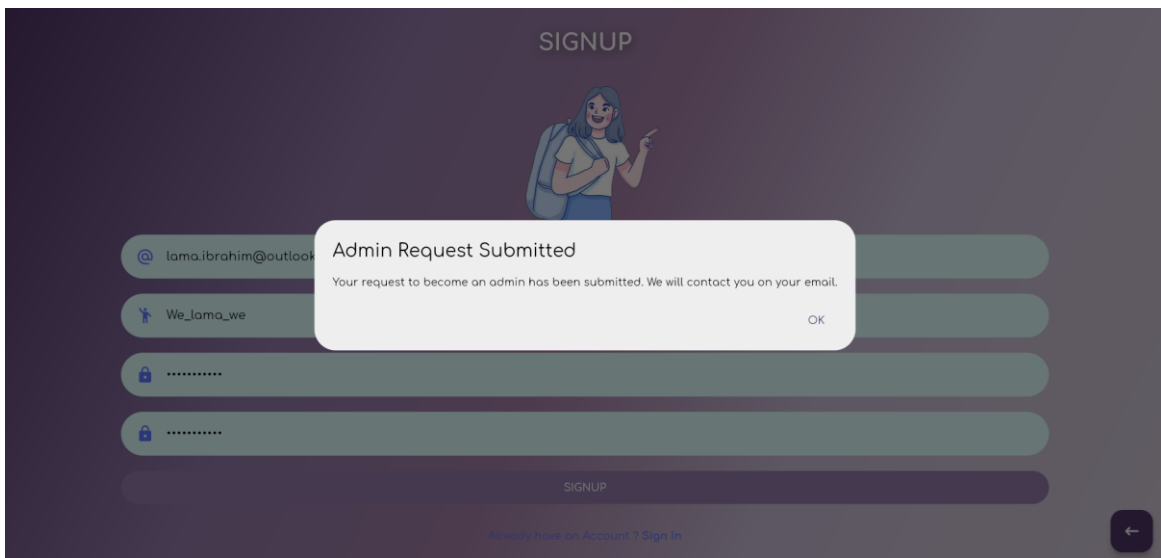 SIGNUP
Admin Request Submitted
Your request to become an admin has been submitted. We will contact you on your email.
OK
lama.ibrahim@outlook
We_lama_we
•••••••••••
•••••••••••
SIGNUP
Already have an Account ? Sign in